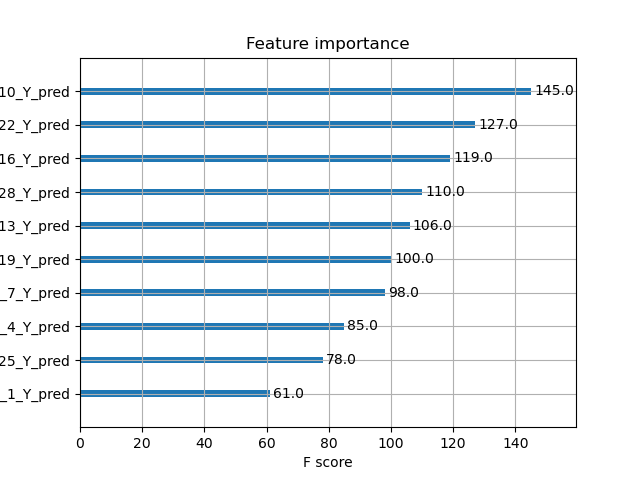 Feature importance
10_Y_pred 145.0
22_Y_pred 127.0
16_Y_pred 119.0
28_Y_pred 110.0
13_Y_pred 106.0
19_Y_pred 100.0
_7_Y_pred 98.0
_4_Y_pred 85.0
25_Y_pred 78.0
_1_Y_pred 61.0
0 20 40 60 80 100 120 140
F score